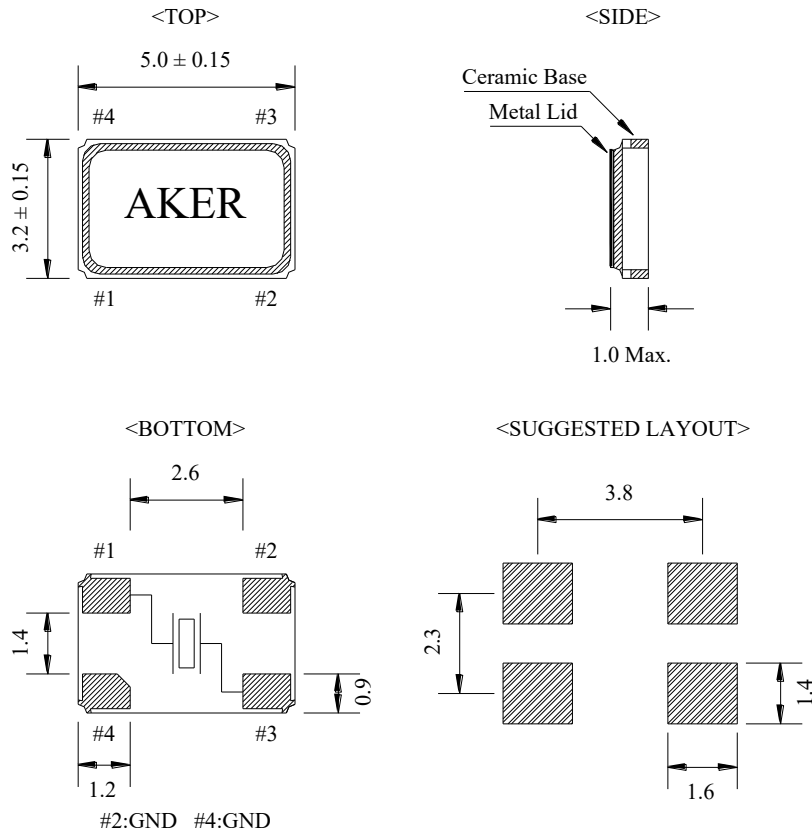 <TOP>
5.0 ± 0.15
#4 #3
3.2 ± 0.15
AKER
#1 #2
<SIDE>
Ceramic Base
Metal Lid
1.0 Max.
<BOTTOM>
2.6
#1 #2
1.4
0.9
#4 #3
1.2
#2:GND #4:GND
<SUGGESTED LAYOUT>
3.8
2.3
1.4
1.6